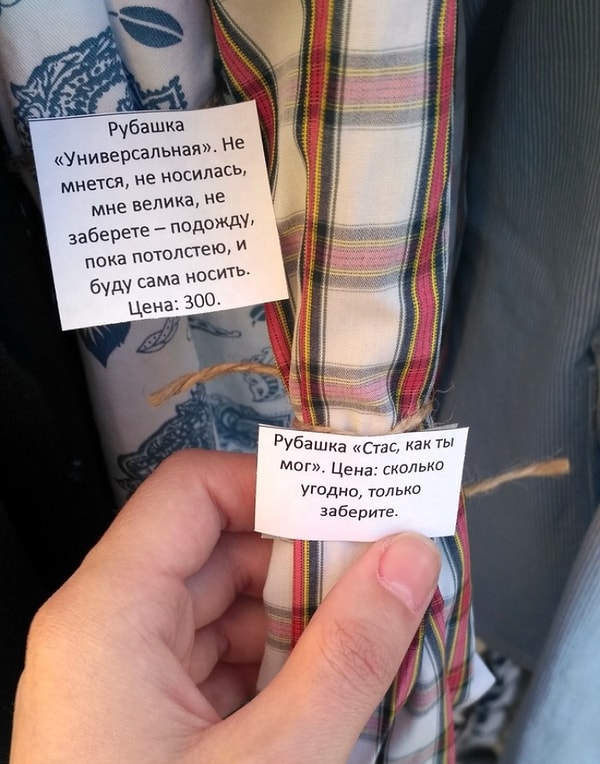 Рубашка
«Универсальная». Не
мнется, не носилась,
мне велика, не
заберете – подожду,
пока потолстею, и
буду сама носить.
Цена: 300.
Рубашка «Стас, как ты
мог». Цена: сколько
угодно, только
заберите.